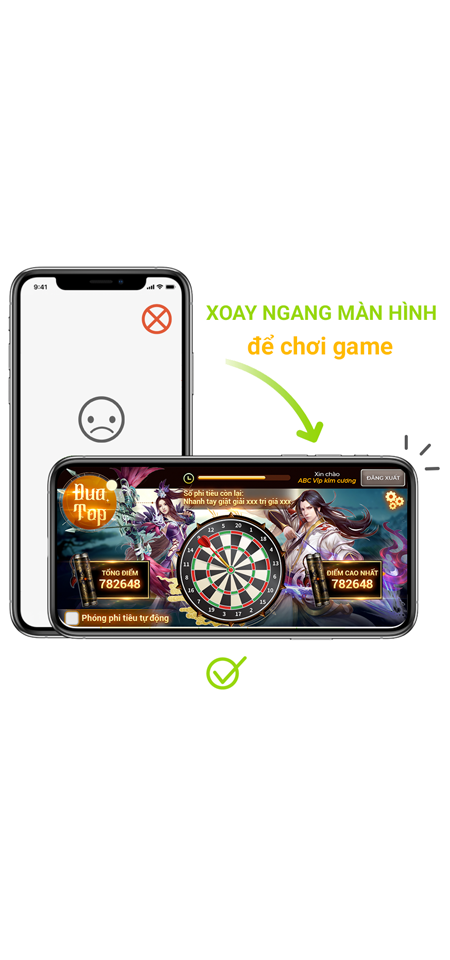 9:41
XOAY NGANG MÀN HÌNH
để chơi game
Đua
Top
Số phi tiêu còn lại:
Nhanh tay giật giải xxx trị giá xxx
Xin chào
ABC Vip kim cương
ĐĂNG XUẤT
TỔNG ĐIỂM
782648
ĐIỂM CAO NHẤT
782648
Phóng phi tiêu tự động